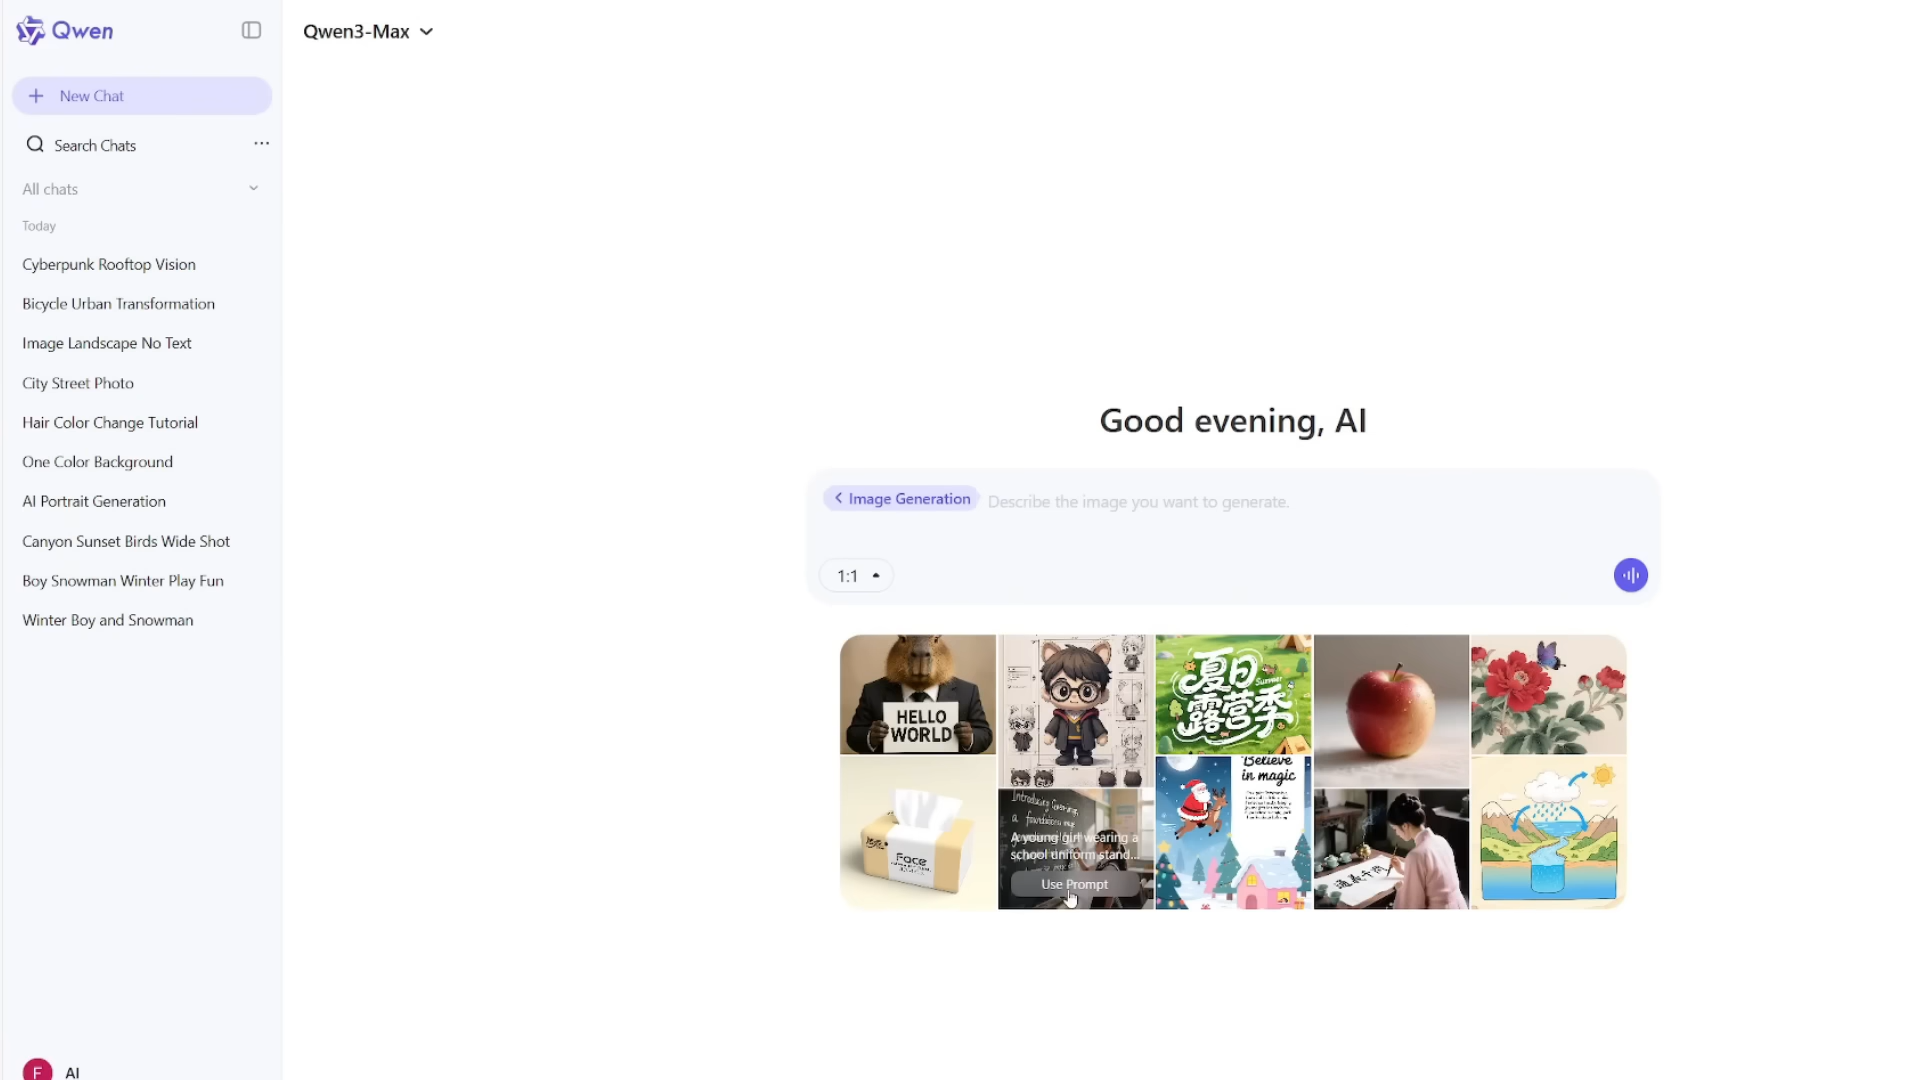 Qwen
Qwen3-Max
New Chat
Search Chats
All chats
Today
Cyberpunk Rooftop Vision
Bicycle Urban Transformation
Image Landscape No Text
City Street Photo
Hair Color Change Tutorial
One Color Background
AI Portrait Generation
Canyon Sunset Birds Wide Shot
Boy Snowman Winter Play Fun
Winter Boy and Snowman
F AI
Good evening, AI
Image Generation
Describe the image you want to generate.
1:1
HELLO
WORLD
夏日
Summer
露营季
Face
Introducing
a foundation
A young girl wearing a
school uniform stand...
Use Prompt
Believe
in magic